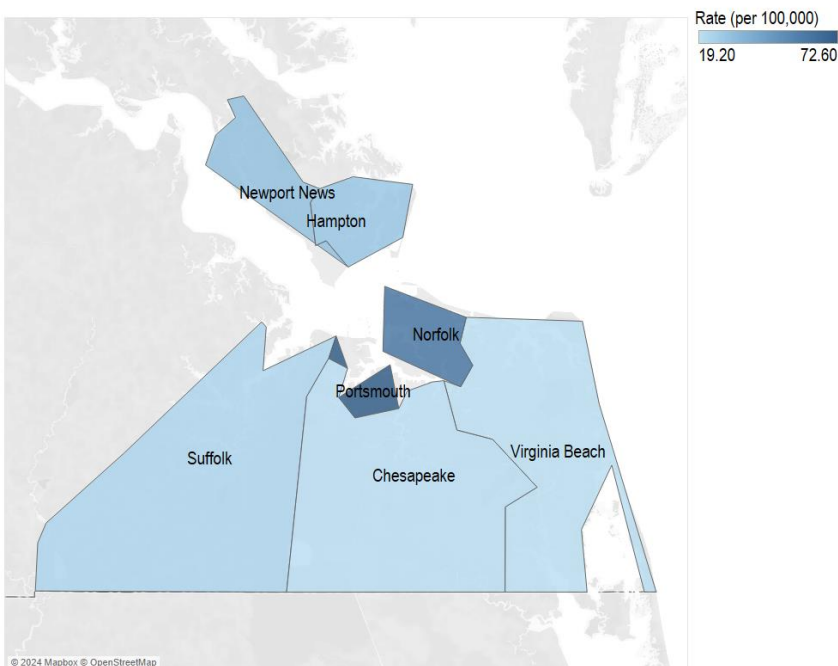 Rate (per 100,000)
19.20 72.60
Newport News
Hampton
Norfolk
Portsmouth
Suffolk
Virginia Beach
Chesapeake
© 2024 Mapbox © OpenStreetMap